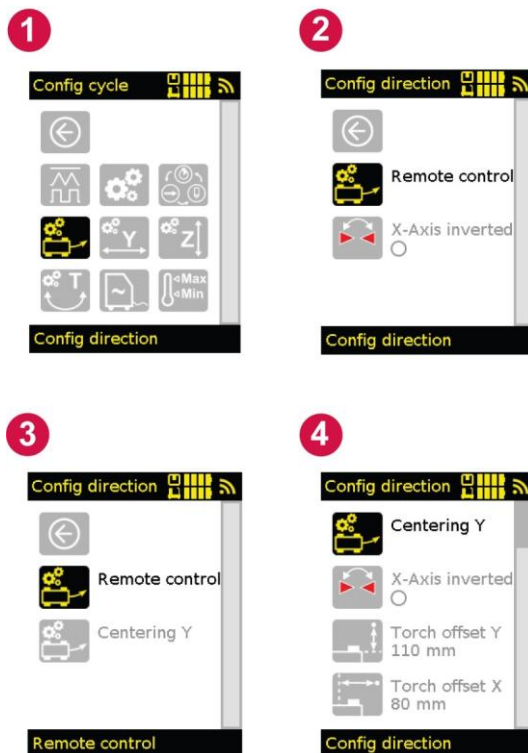 1
Config cycle
Y
Z
T
Max
Min
Config direction
2
Config direction
Remote control
X-Axis inverted
Config direction
3
Config direction
Remote control
Centering Y
Remote control
4
Config direction
Centering Y
X-Axis inverted
Torch offset Y
110 mm
Torch offset X
80 mm
Config direction